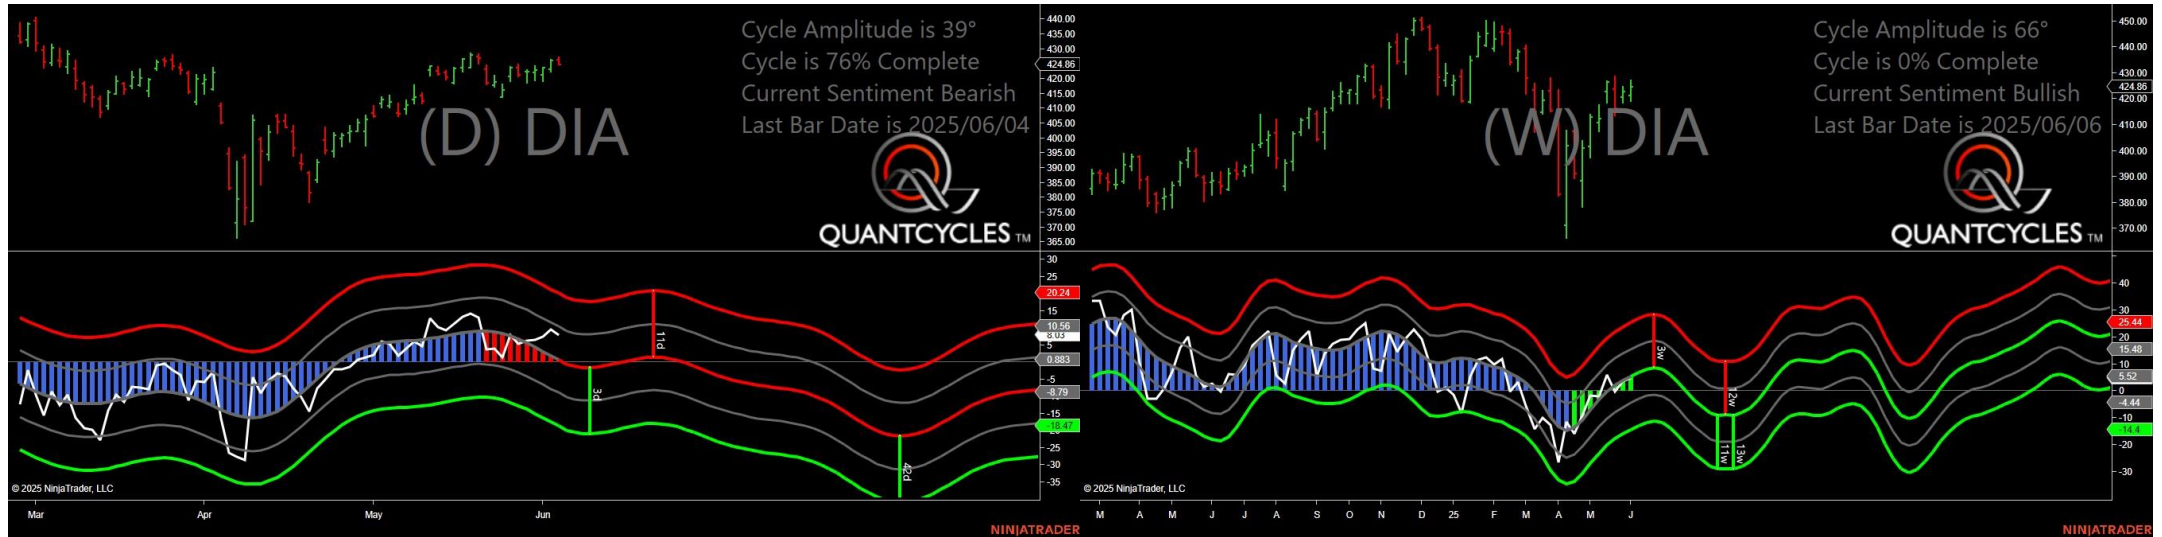 Cycle Amplitude is 39°
Cycle is 76% Complete
Current Sentiment Bearish
Last Bar Date is 2025/06/04
(D) DIA
QUANTCYCLES TM
440.00
435.00
430.00
424.86
420.00
415.00
410.00
405.00
400.00
395.00
390.00
385.00
380.00
375.00
370.00
365.00
30
25
20.24
15
10.56
8.03
5
0.883
-5
-8.79
-15
-18.47
-25
-30
-35
11d
3d
42d
© 2025 NinjaTrader, LLC
Mar
Apr
May
Jun
NINJATRADER
Cycle Amplitude is 66°
Cycle is 0% Complete
Current Sentiment Bullish
Last Bar Date is 2025/06/06
(W) DIA
QUANTCYCLES TM
450.00
440.00
430.00
424.86
420.00
410.00
400.00
390.00
380.00
370.00
40
30
25.44
20
15.48
10
5.52
0
-4.44
-10
-14.4
-20
-30
3w
12w
11w
13w
© 2025 NinjaTrader, LLC
M
A
M
J
J
A
S
O
N
D
25
F
M
A
M
J
NINJATRADER